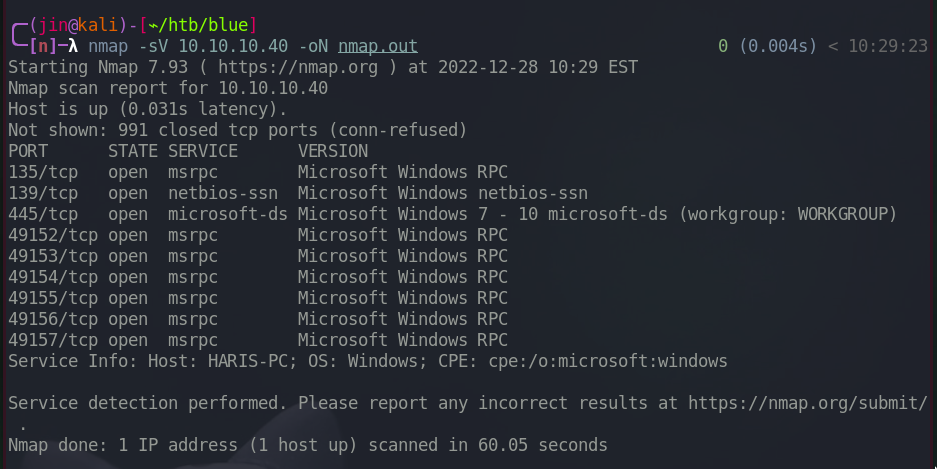 ╭─(jin@kali)-[~/htb/blue]
╰─[n]─λ nmap -sV 10.10.10.40 -oN nmap.out 0 (0.004s) < 10:29:23
Starting Nmap 7.93 ( https://nmap.org ) at 2022-12-28 10:29 EST
Nmap scan report for 10.10.10.40
Host is up (0.031s latency).
Not shown: 991 closed tcp ports (conn-refused)
PORT      STATE SERVICE      VERSION
135/tcp   open  msrpc        Microsoft Windows RPC
139/tcp   open  netbios-ssn  Microsoft Windows netbios-ssn
445/tcp   open  microsoft-ds Microsoft Windows 7 - 10 microsoft-ds (workgroup: WORKGROUP)
49152/tcp open  msrpc        Microsoft Windows RPC
49153/tcp open  msrpc        Microsoft Windows RPC
49154/tcp open  msrpc        Microsoft Windows RPC
49155/tcp open  msrpc        Microsoft Windows RPC
49156/tcp open  msrpc        Microsoft Windows RPC
49157/tcp open  msrpc        Microsoft Windows RPC
Service Info: Host: HARIS-PC; OS: Windows; CPE: cpe:/o:microsoft:windows
Service detection performed. Please report any incorrect results at https://nmap.org/submit/
.
Nmap done: 1 IP address (1 host up) scanned in 60.05 seconds